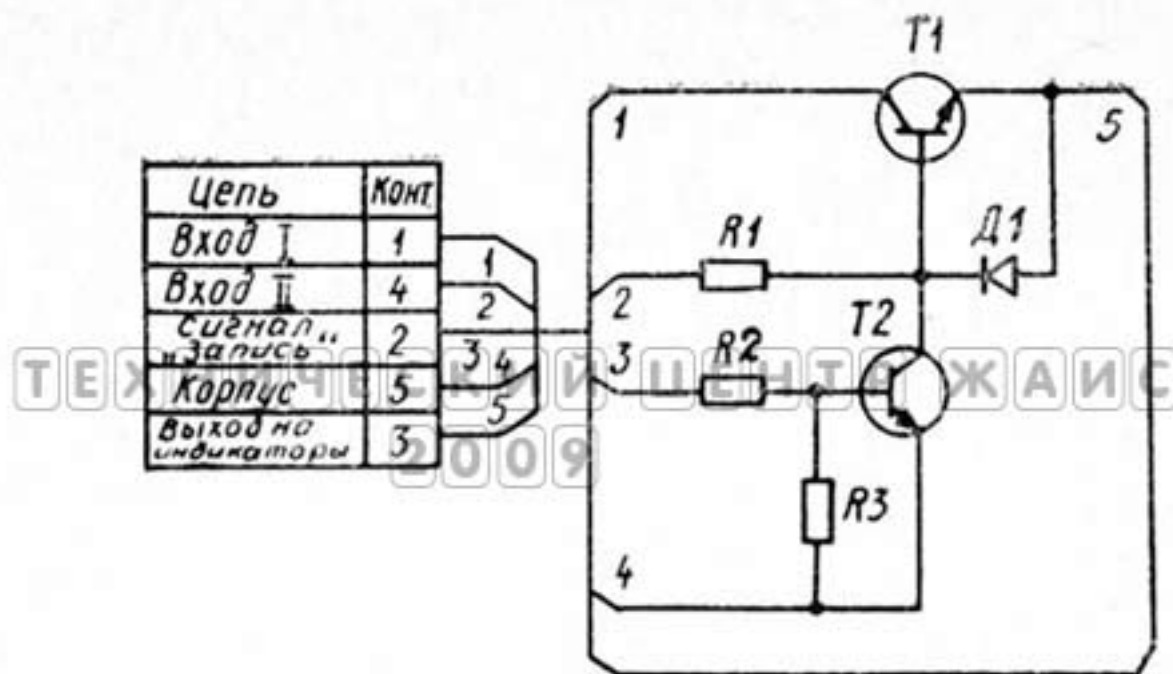 T1
1
5
Цепь Конт.
Вход I 1
Вход II 4
„Сигнал
запись“ 2
Корпус 5
Выход на
индикаторы 3
1
2
3 4
5
R1
Д1
2
T2
3
R2
R3
4
ТЕХНИЧЕСКИЙ ЦЕНТР ЖАИС
2009